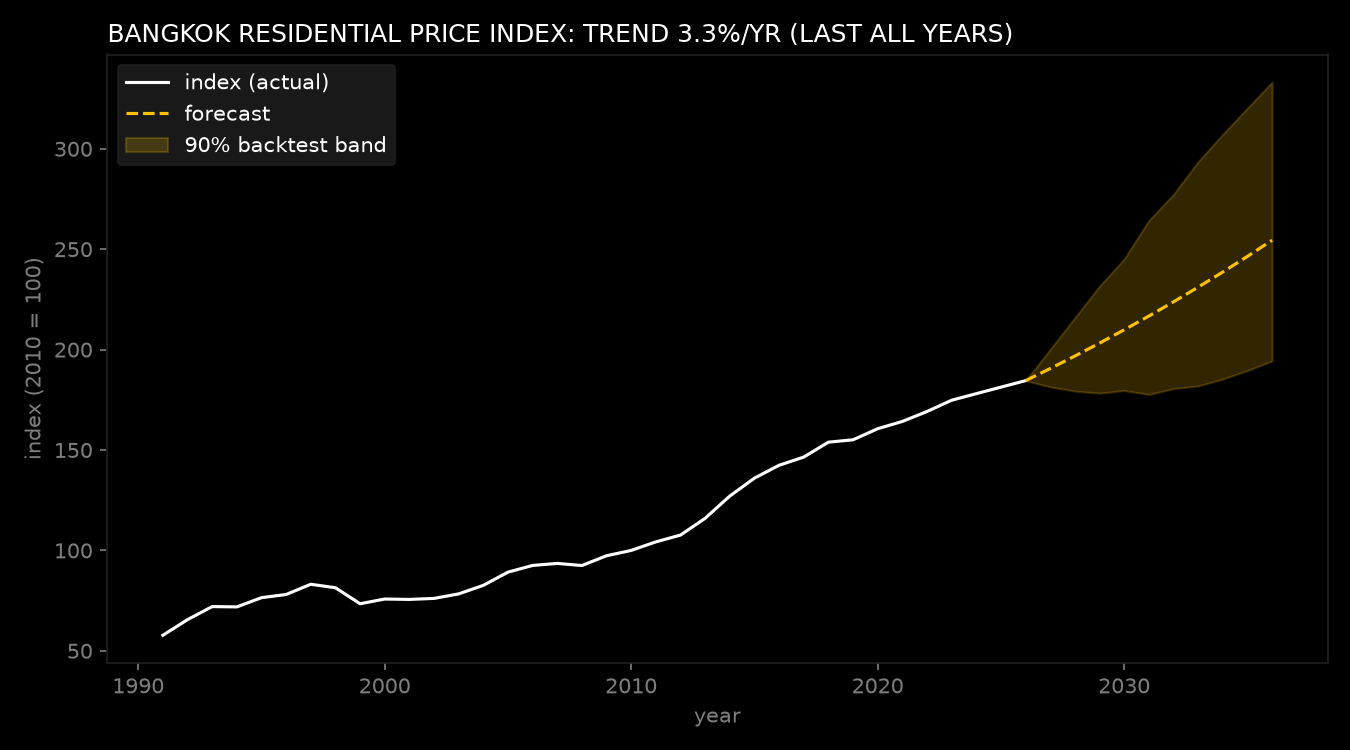 BANGKOK RESIDENTIAL PRICE INDEX: TREND 3.3%/YR (LAST ALL YEARS)
index (actual)
forecast
90% backtest band
300
250
200
150
100
50
index (2010 = 100)
1990
2000
2010
2020
2030
year